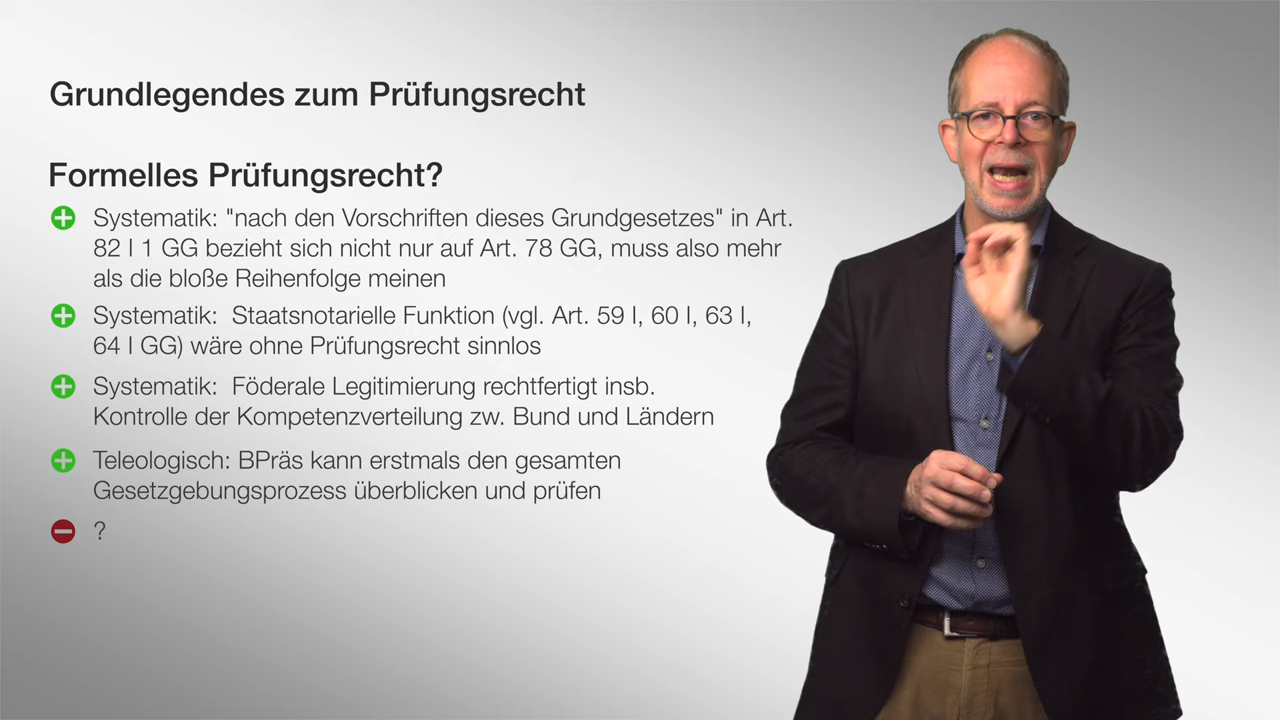 Grundlegendes zum Prüfungsrecht
Formelles Prüfungsrecht?
Systematik: "nach den Vorschriften dieses Grundgesetzes" in Art.
82 I 1 GG bezieht sich nicht nur auf Art. 78 GG, muss also mehr
als die bloße Reihenfolge meinen
Systematik: Staatsnotarielle Funktion (vgl. Art. 59 I, 60 I, 63 I,
64 I GG) wäre ohne Prüfungsrecht sinnlos
Systematik: Föderale Legitimierung rechtfertigt insb.
Kontrolle der Kompetenzverteilung zw. Bund und Ländern
Teleologisch: BPräs kann erstmals den gesamten
Gesetzgebungsprozess überblicken und prüfen
?